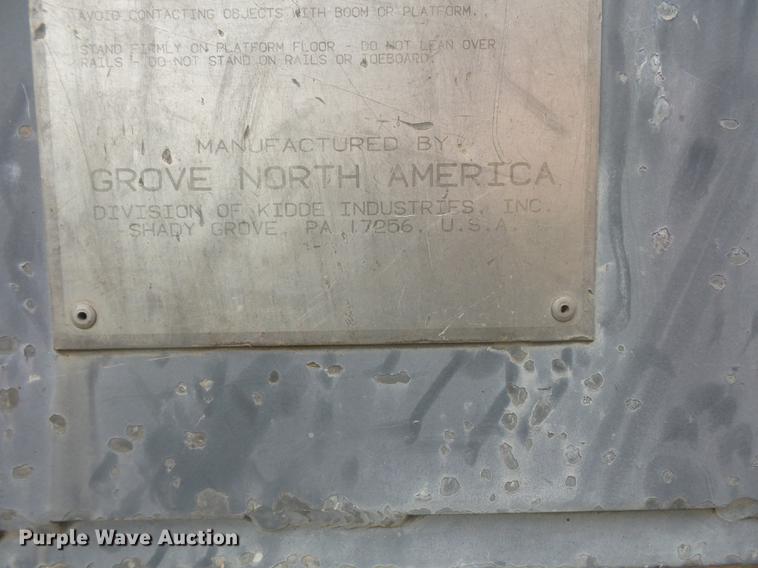 AVOID CONTACTING OBJECTS WITH BOOM OR PLATFORM.
STAND FIRMLY ON PLATFORM FLOOR - DO NOT LEAN OVER
RAILS - DO NOT STAND ON RAILS OR TOEBOARD.
MANUFACTURED BY
GROVE NORTH AMERICA
DIVISION OF KIDDE INDUSTRIES, INC.
SHADY GROVE, PA 17256, U.S.A.
Purple Wave Auction